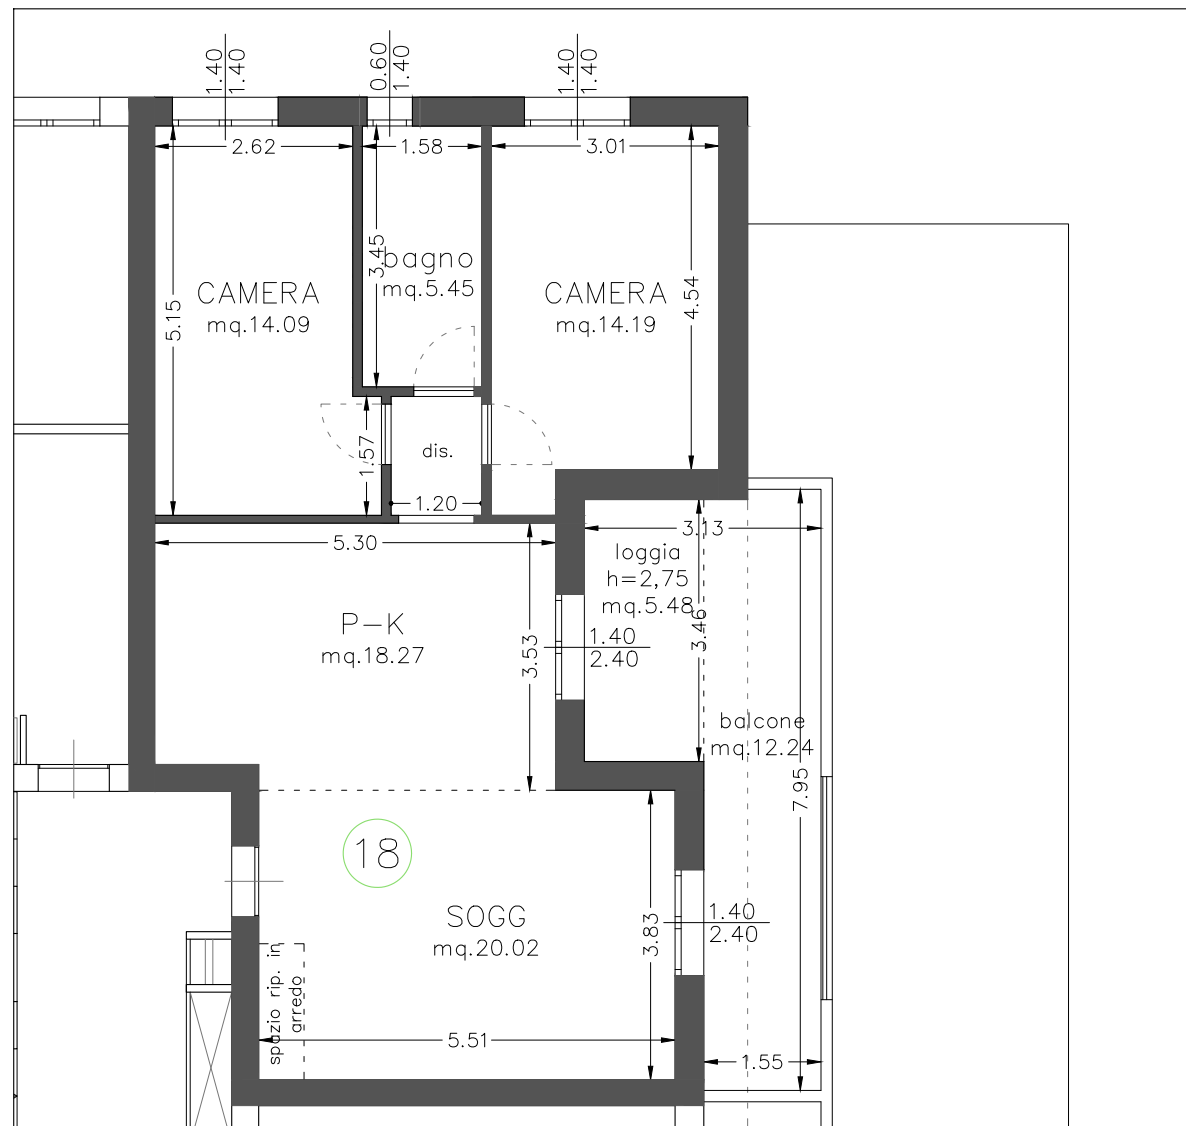 1.40
1.40
0.60
1.40
1.40
1.40
2.62
1.58
3.01
3.45
bagno
mq.5.45
CAMERA
mq.14.09
5.15
CAMERA
mq.14.19
4.54
1.57
dis.
1.20
5.30
3.13
loggia
h=2,75
mq.5.48
3.46
P-K
mq.18.27
3.53
1.40
2.40
balcone
mq.12.24
7.95
18
SOGG
mq.20.02
3.83
1.40
2.40
spazio rip. in
arredo
5.51
1.55